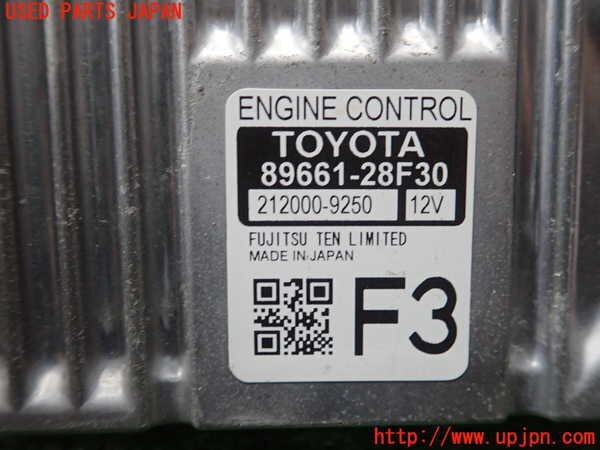 USED PARTS JAPAN
ENGINE CONTROL
TOYOTA
89661-28F30
212000-9250 12V
FUJITSU TEN LIMITED
MADE IN JAPAN
F3
http://www.upjpn.com/